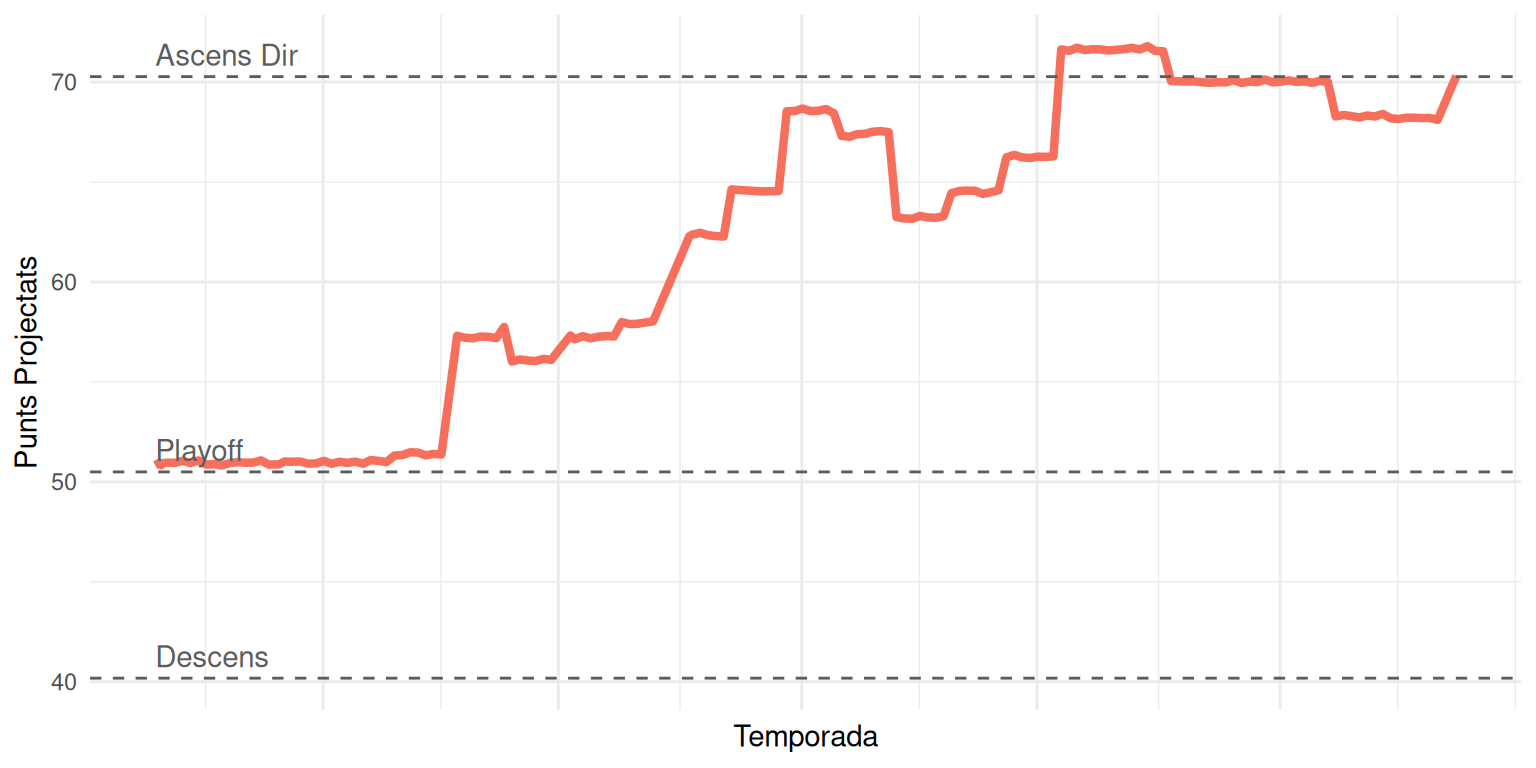 Ascens Dir
70
60
Punts Projectats
Playoff
50
Descens
40
Temporada